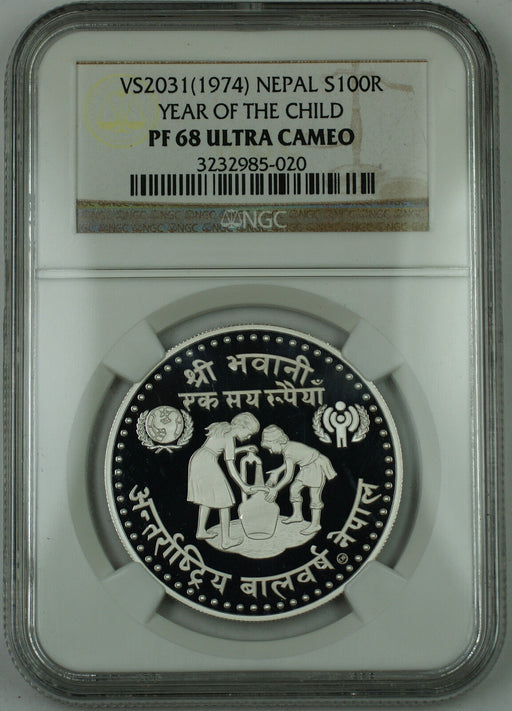 VS2031(1974) NEPAL S100R
YEAR OF THE CHILD
PF 68 ULTRA CAMEO
3232985-020
NGC
श्री भवानी
एक सय रूपैयाँ
अन्तर्राष्ट्रिय बालवर्ष नेपाल